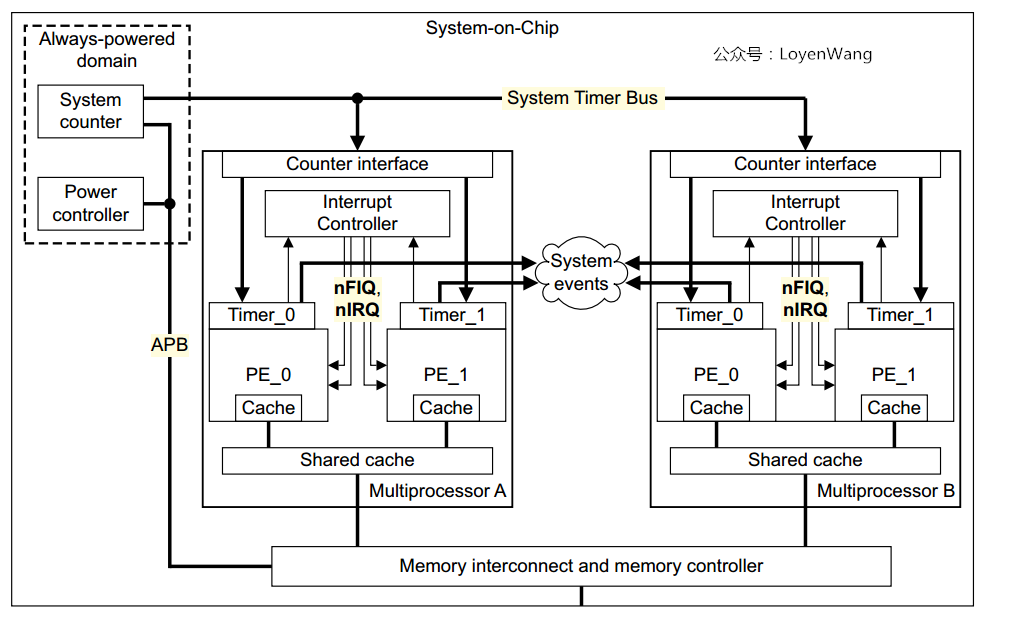 System-on-Chip
公众号：LoyenWang
Always-powered
domain
System
counter
Power
controller
System Timer Bus
APB
Counter interface
Interrupt
Controller
nFIQ,
nIRQ
Timer_0
Timer_1
PE_0
PE_1
Cache
Cache
Shared cache
Multiprocessor A
System
events
Counter interface
Interrupt
Controller
nFIQ,
nIRQ
Timer_0
Timer_1
PE_0
PE_1
Cache
Cache
Shared cache
Multiprocessor B
Memory interconnect and memory controller